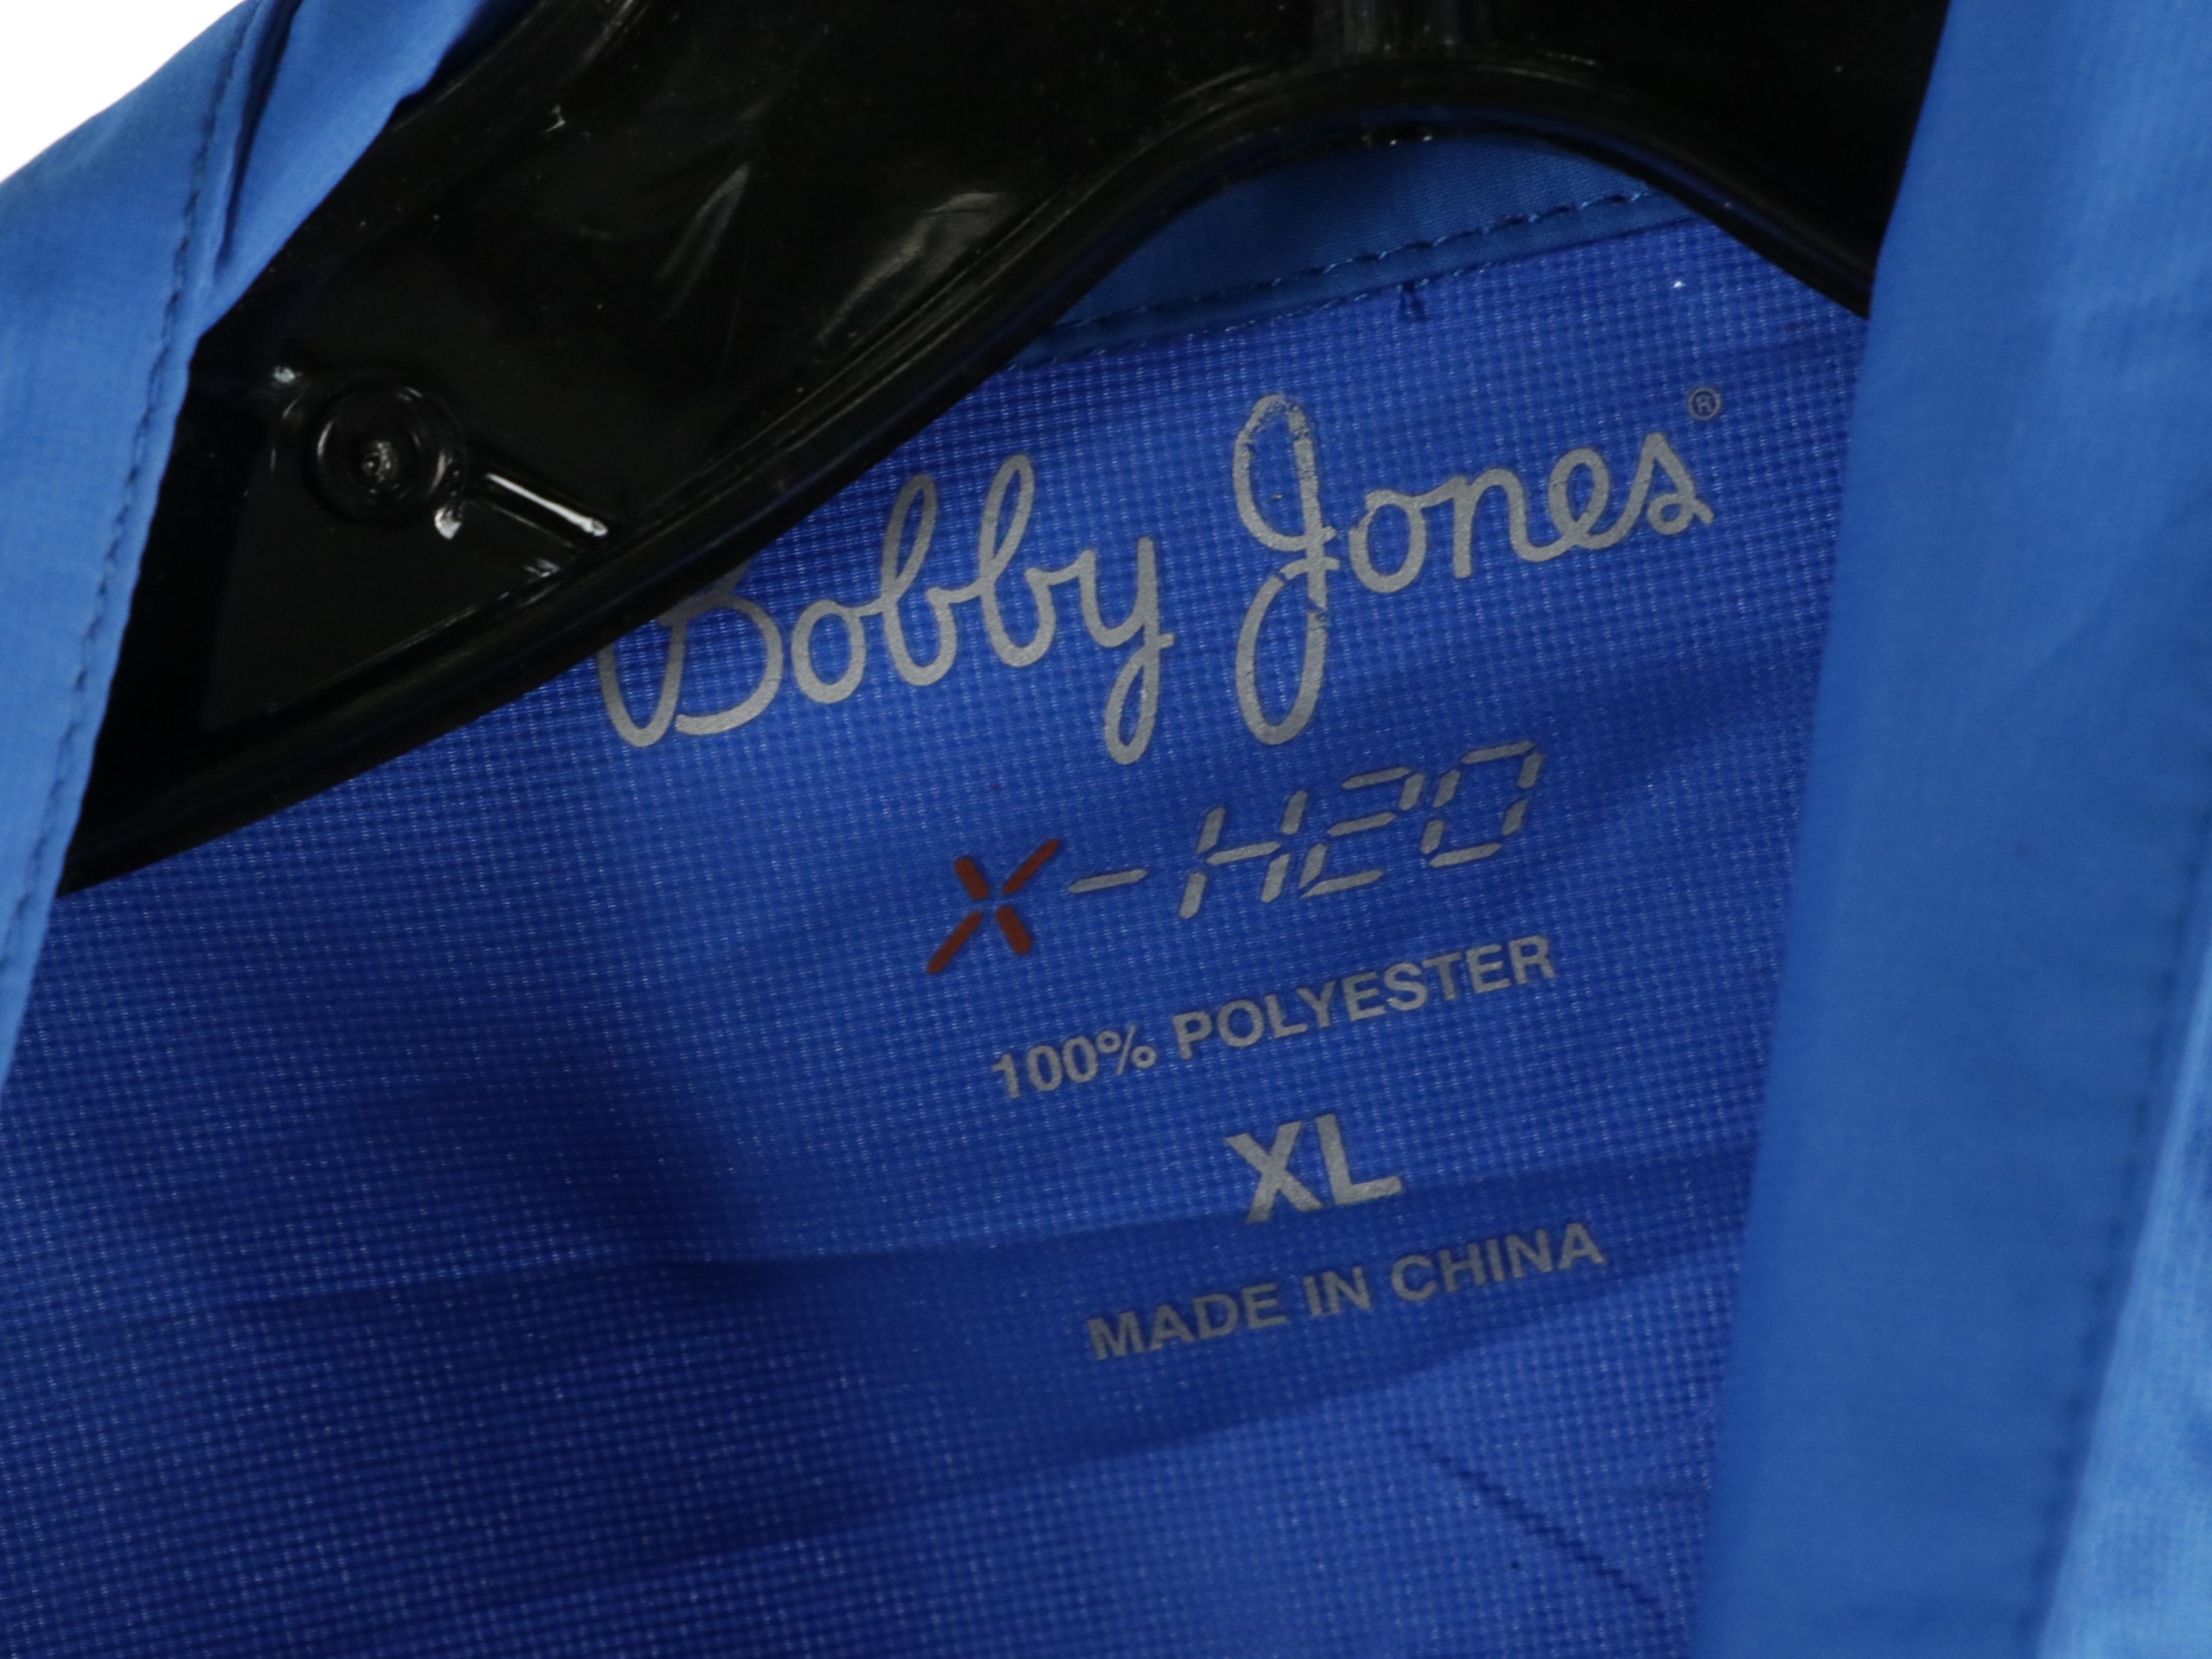 Bobby Jones®
X-H2O
100% POLYESTER
XL
MADE IN CHINA